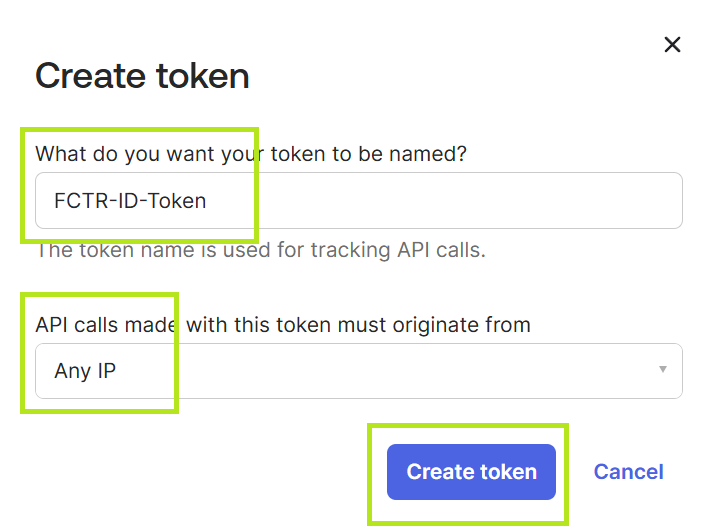 Create token
What do you want your token to be named?
FCTR-ID-Token
The token name is used for tracking API calls.
API calls made with this token must originate from
Any IP
Create token Cancel